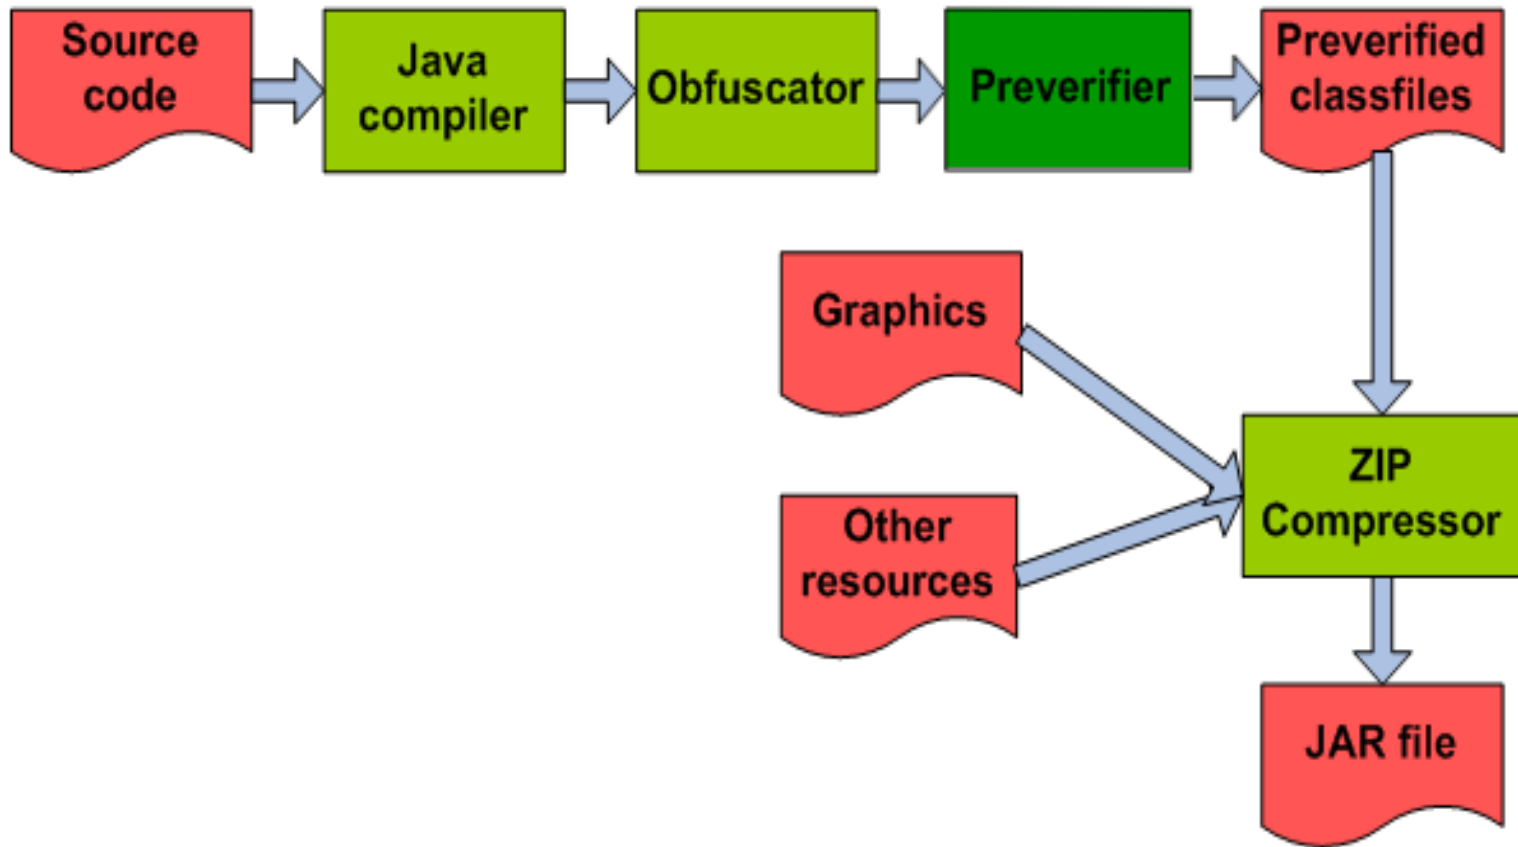 Source
code
Java
compiler
Obfuscator
Preverifier
Preverified
classfiles
Graphics
Other
resources
ZIP
Compressor
JAR file